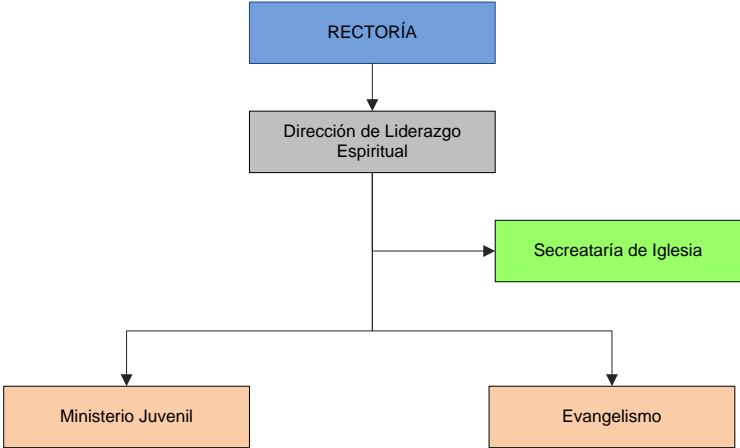 RECTORÍA
Dirección de Liderazgo
Espiritual
Secreataría de Iglesia
Ministerio Juvenil
Evangelismo